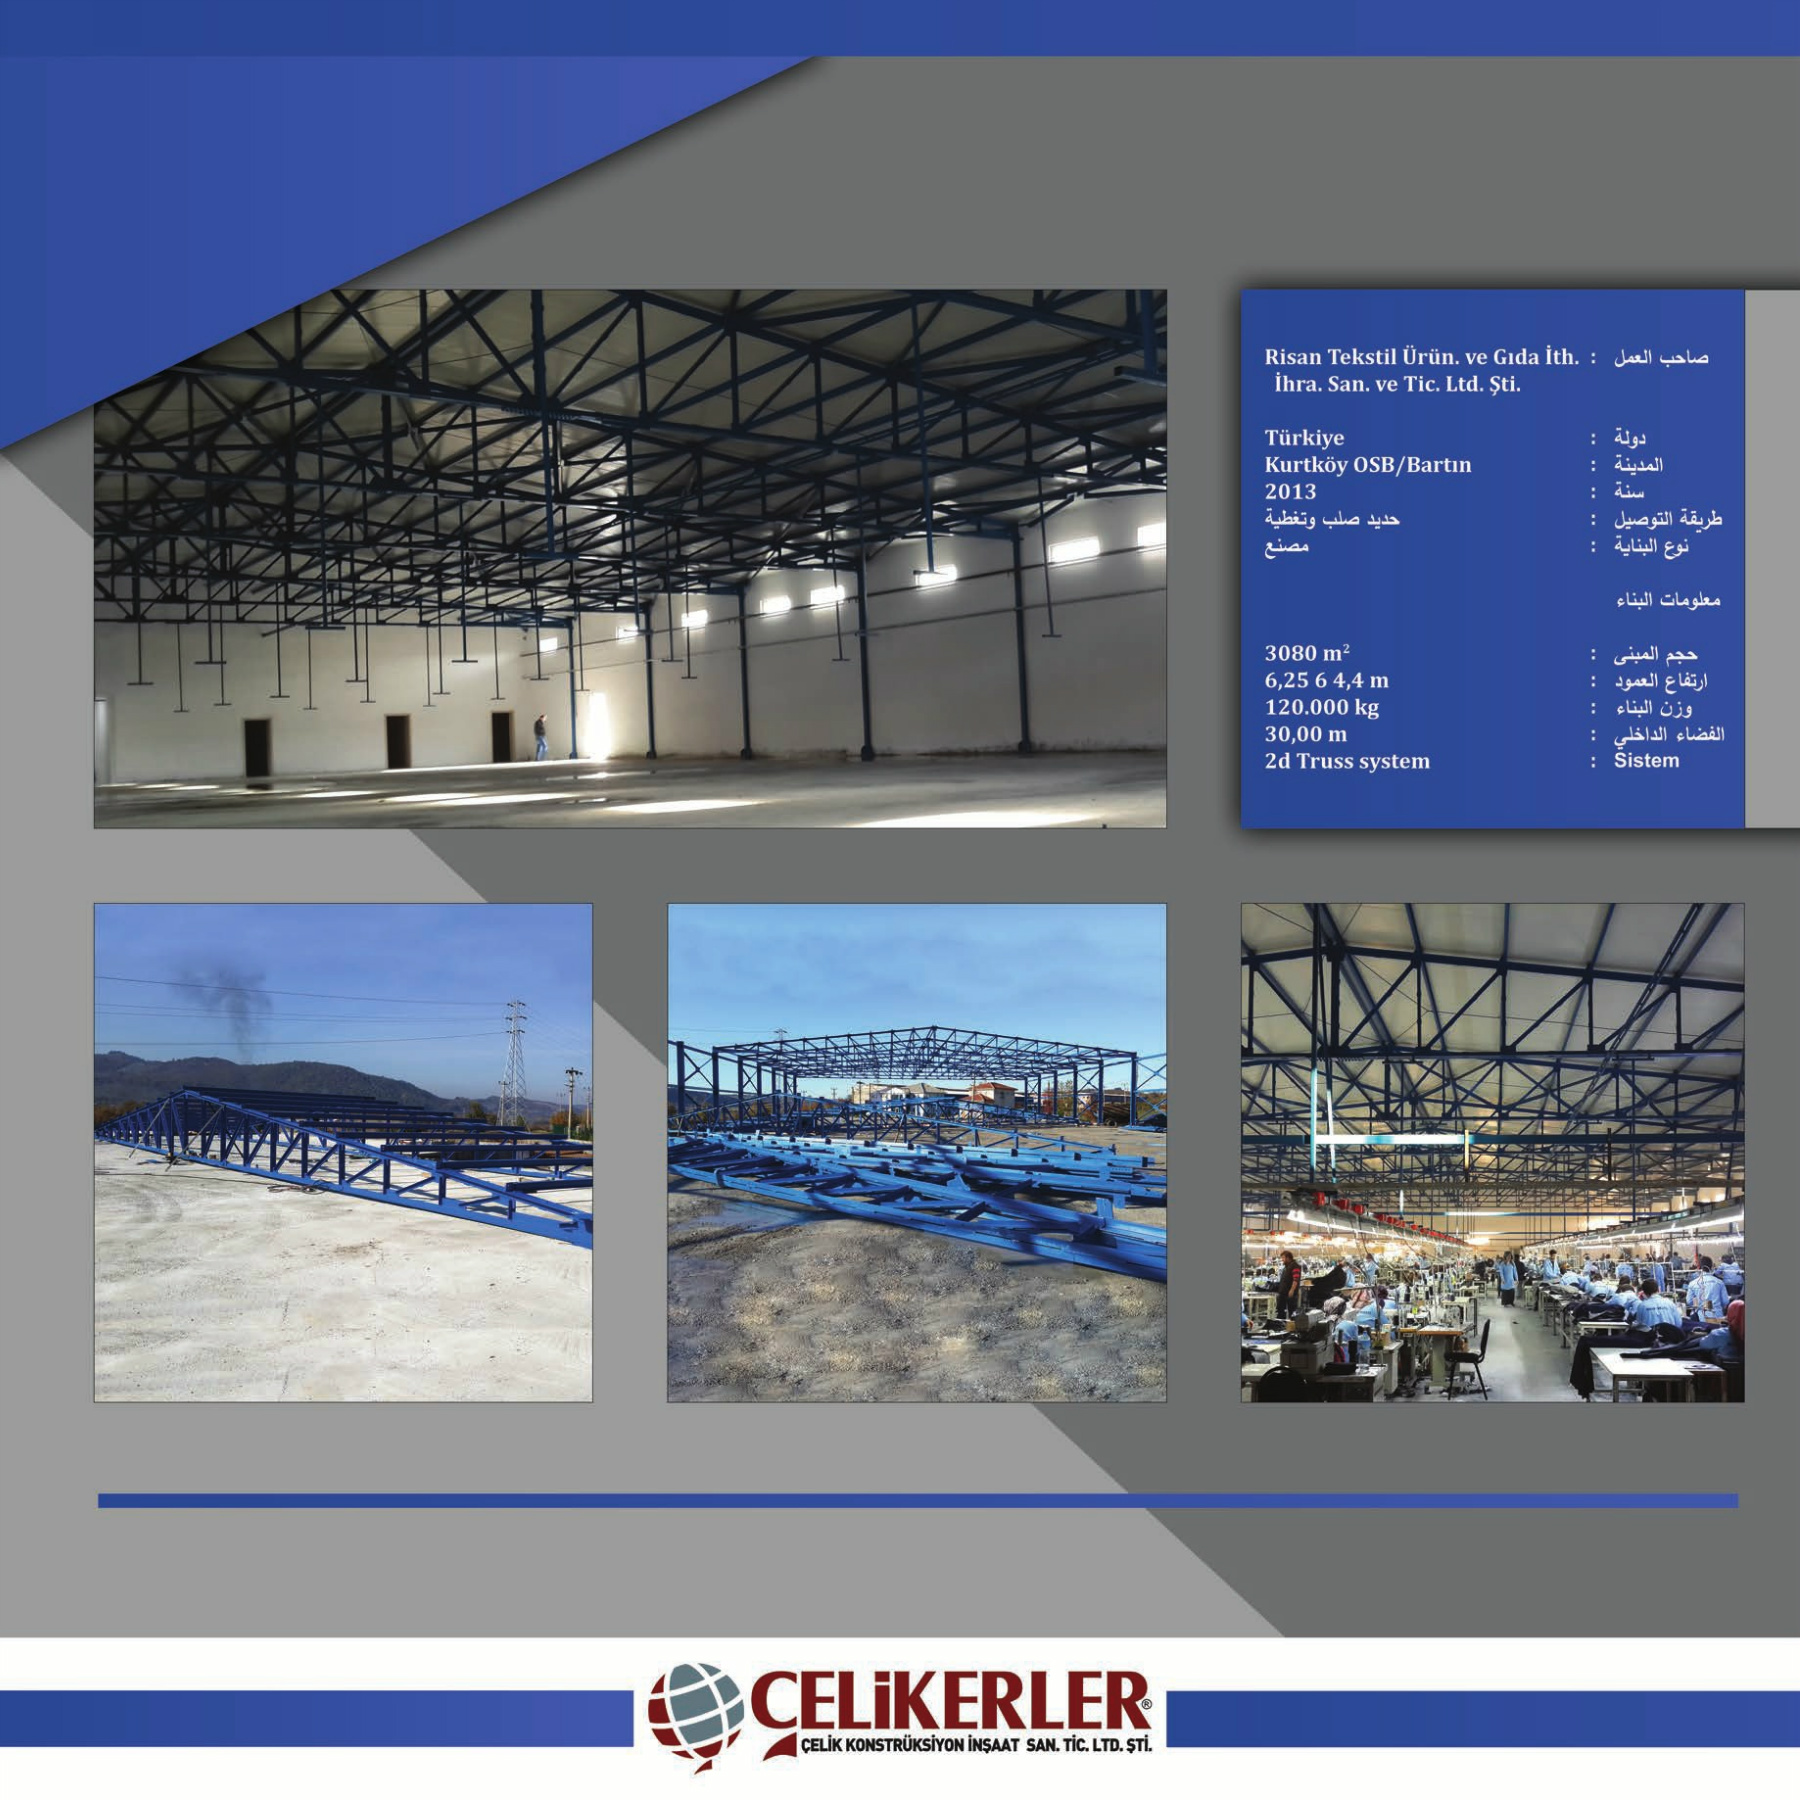 صاحب العمل : Risan Tekstil Ürün. ve Gıda İth.
İhra. San. ve Tic. Ltd. Şti.
دولة : Türkiye
المدينة : Kurtköy OSB/Bartın
سنة : 2013
طريقة التوصيل : حديد صلب وتغطية
نوع البناية : مصنع
معلومات البناء
حجم المبنى : 3080 m²
ارتفاع العمود : 6,25 6 4,4 m
وزن البناء : 120.000 kg
الفضاء الداخلي : 30,00 m
Sistem : 2d Truss system
ÇELiKERLER®
ÇELİK KONSTRÜKSİYON İNŞAAT SAN. TİC. LTD. ŞTİ.